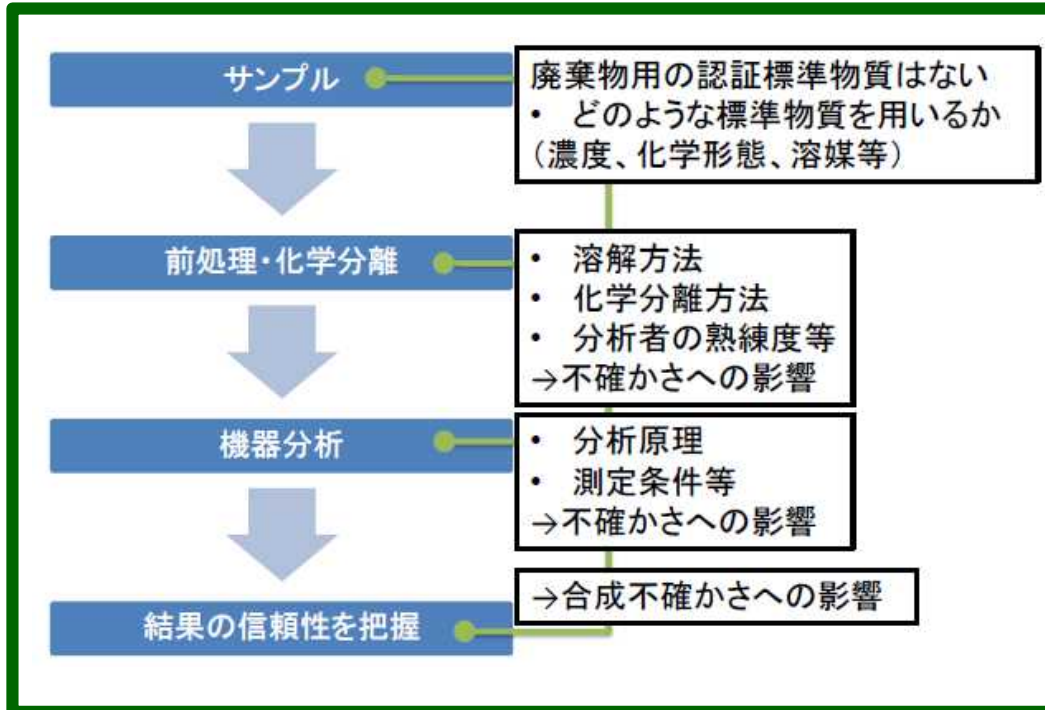 サンプル
廃棄物用の認証標準物質はない
• どのような標準物質を用いるか
（濃度、化学形態、溶媒等）
前処理・化学分離
• 溶解方法
• 化学分離方法
• 分析者の熟練度等
→不確かさへの影響
機器分析
• 分析原理
• 測定条件等
→不確かさへの影響
結果の信頼性を把握
→合成不確かさへの影響